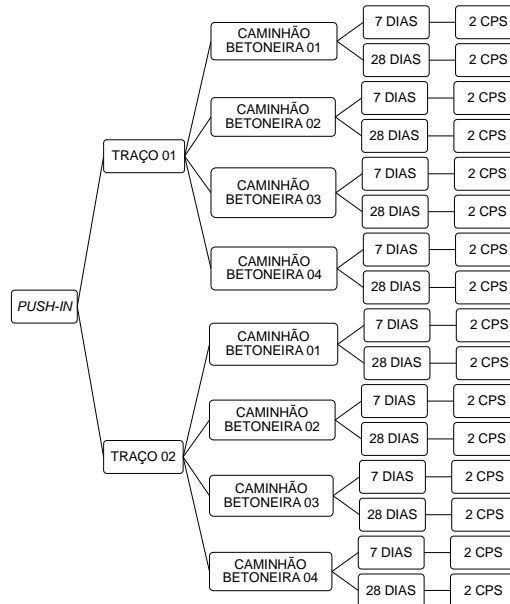 PUSH-IN
TRAÇO 01
CAMINHÃO
BETONEIRA 01
7 DIAS
2 CPS
28 DIAS
2 CPS
CAMINHÃO
BETONEIRA 02
7 DIAS
2 CPS
28 DIAS
2 CPS
CAMINHÃO
BETONEIRA 03
7 DIAS
2 CPS
28 DIAS
2 CPS
CAMINHÃO
BETONEIRA 04
7 DIAS
2 CPS
28 DIAS
2 CPS
TRAÇO 02
CAMINHÃO
BETONEIRA 01
7 DIAS
2 CPS
28 DIAS
2 CPS
CAMINHÃO
BETONEIRA 02
7 DIAS
2 CPS
28 DIAS
2 CPS
CAMINHÃO
BETONEIRA 03
7 DIAS
2 CPS
28 DIAS
2 CPS
CAMINHÃO
BETONEIRA 04
7 DIAS
2 CPS
28 DIAS
2 CPS